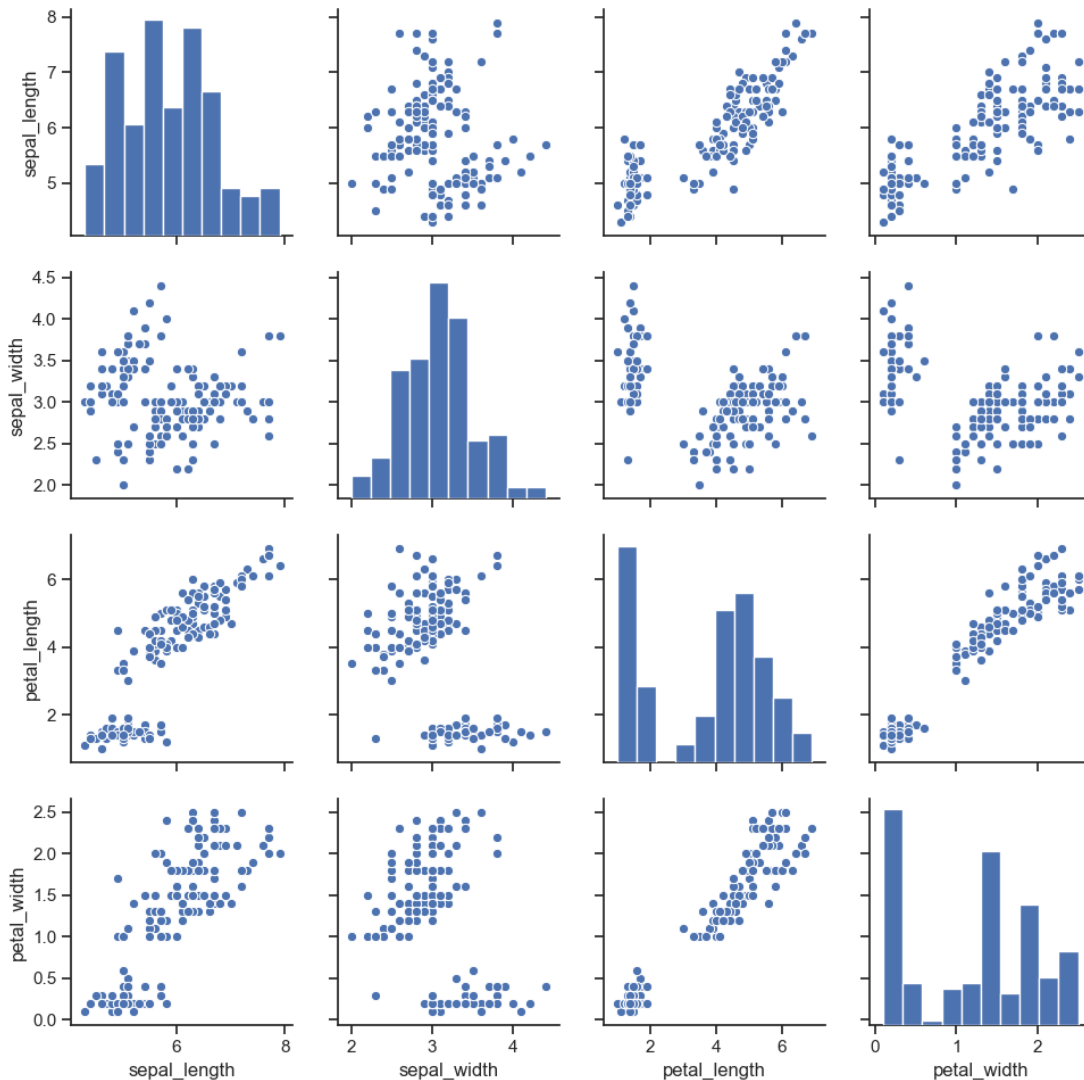 8
7
6
5
sepal_length
4.5
4.0
3.5
3.0
2.5
2.0
sepal_width
6
4
2
petal_length
2.5
2.0
1.5
1.0
0.5
0.0
petal_width
6 8
2 3 4
2 4 6
0 1 2
sepal_length sepal_width petal_length petal_width